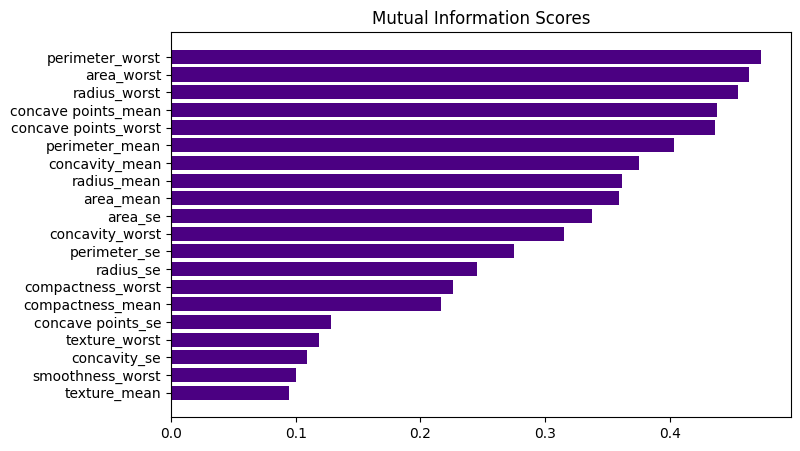 Mutual Information Scores
perimeter_worst
area_worst
radius_worst
concave points_mean
concave points_worst
perimeter_mean
concavity_mean
radius_mean
area_mean
area_se
concavity_worst
perimeter_se
radius_se
compactness_worst
compactness_mean
concave points_se
texture_worst
concavity_se
smoothness_worst
texture_mean
0.0 0.1 0.2 0.3 0.4